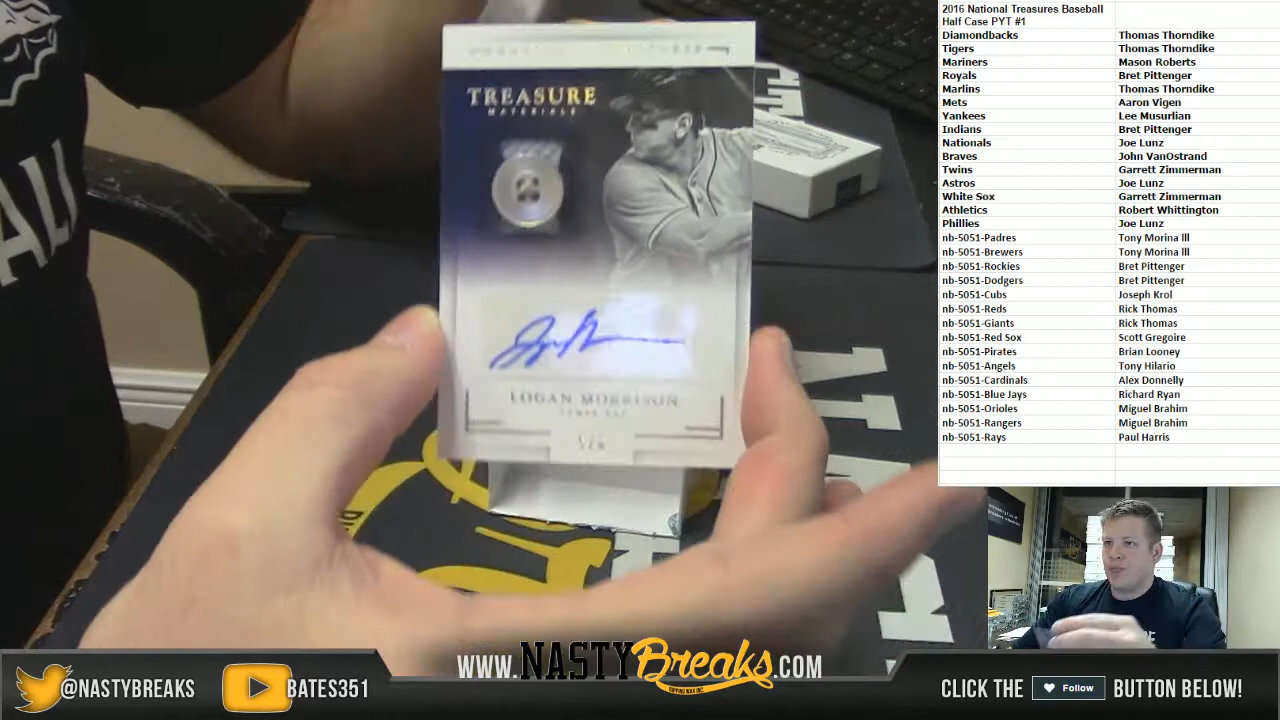 TREASURE
MATERIALS
LOGAN MORRISON
TAMPA BAY
2016 National Treasures Baseball
Half Case PYT #1
Diamondbacks Thomas Thorndike
Tigers Thomas Thorndike
Mariners Mason Roberts
Royals Bret Pittenger
Marlins Thomas Thorndike
Mets Aaron Vigen
Yankees Lee Musurlian
Indians Bret Pittenger
Nationals Joe Lunz
Braves John VanOstrand
Twins Garrett Zimmerman
Astros Joe Lunz
White Sox Garrett Zimmerman
Athletics Robert Whittington
Phillies Joe Lunz
nb-5051-Padres Tony Morina lll
nb-5051-Brewers Tony Morina lll
nb-5051-Rockies Bret Pittenger
nb-5051-Dodgers Bret Pittenger
nb-5051-Cubs Joseph Krol
nb-5051-Reds Rick Thomas
nb-5051-Giants Rick Thomas
nb-5051-Red Sox Scott Gregoire
nb-5051-Pirates Brian Looney
nb-5051-Angels Tony Hilario
nb-5051-Cardinals Alex Donnelly
nb-5051-Blue Jays Richard Ryan
nb-5051-Orioles Miguel Brahim
nb-5051-Rangers Miguel Brahim
nb-5051-Rays Paul Harris
@NASTYBREAKS
BATES351
WWW.NASTYBreaks.COM
RIPPING WAX INC.
CLICK THE Follow BUTTON BELOW!